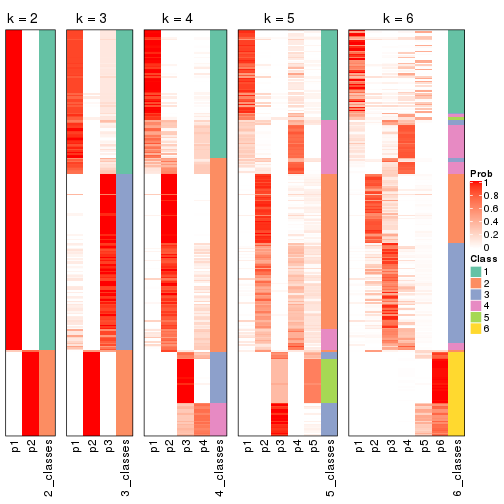 k = 2
k = 3
k = 4
k = 5
k = 6
p1
p2
2_classes
p1
p2
p3
3_classes
p1
p2
p3
p4
4_classes
p1
p2
p3
p4
p5
5_classes
p1
p2
p3
p4
p5
p6
6_classes
Prob
1
0.8
0.6
0.4
0.2
0
Class
1
2
3
4
5
6